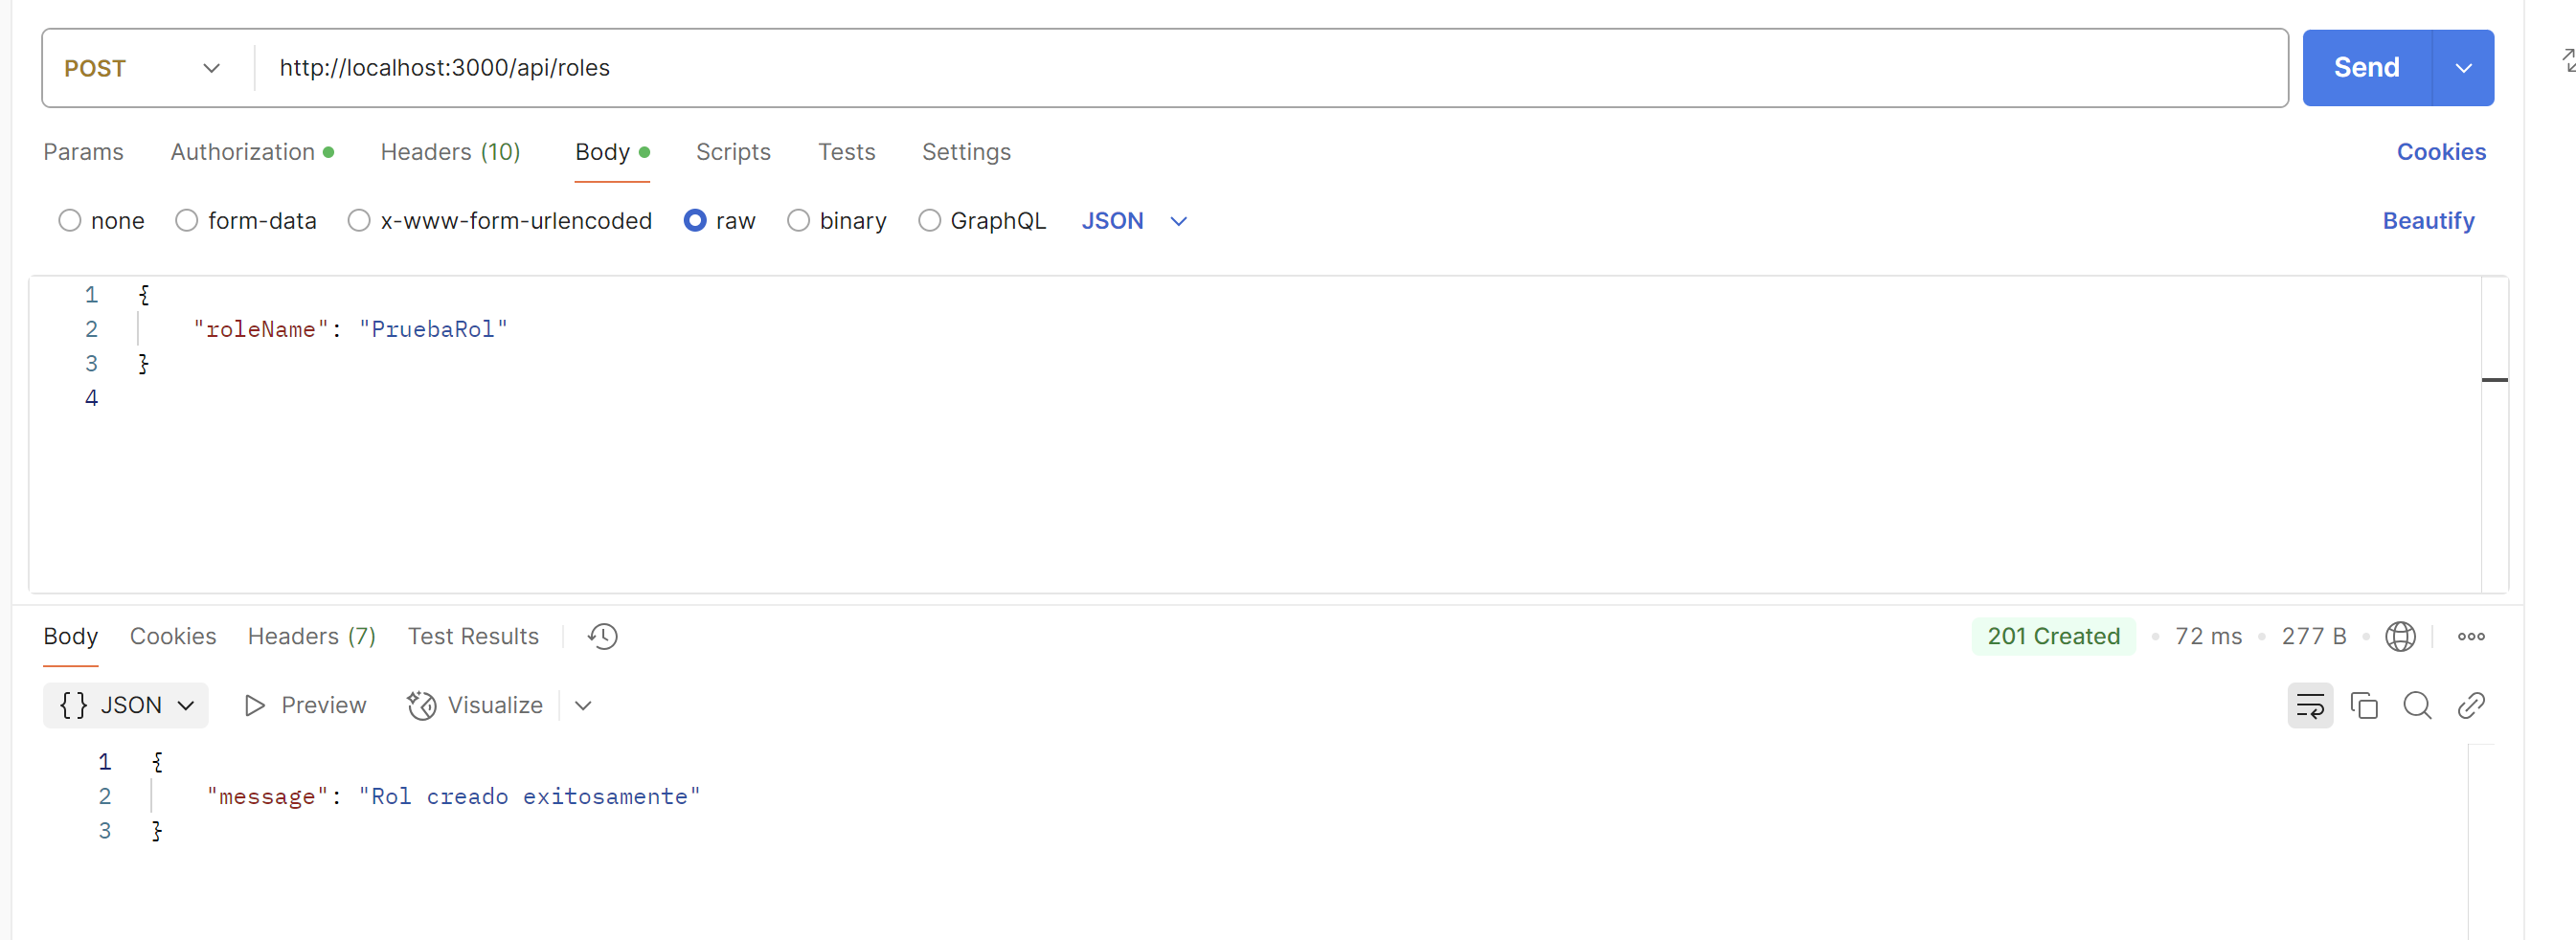 POST http://localhost:3000/api/roles Send
Params Authorization Headers (10) Body Scripts Tests Settings Cookies
none form-data x-www-form-urlencoded raw binary GraphQL JSON Beautify
1 {
2 "roleName": "PruebaRol"
3 }
4
Body Cookies Headers (7) Test Results 201 Created • 72 ms • 277 B •
{} JSON Preview Visualize
1 {
2 "message": "Rol creado exitosamente"
3 }